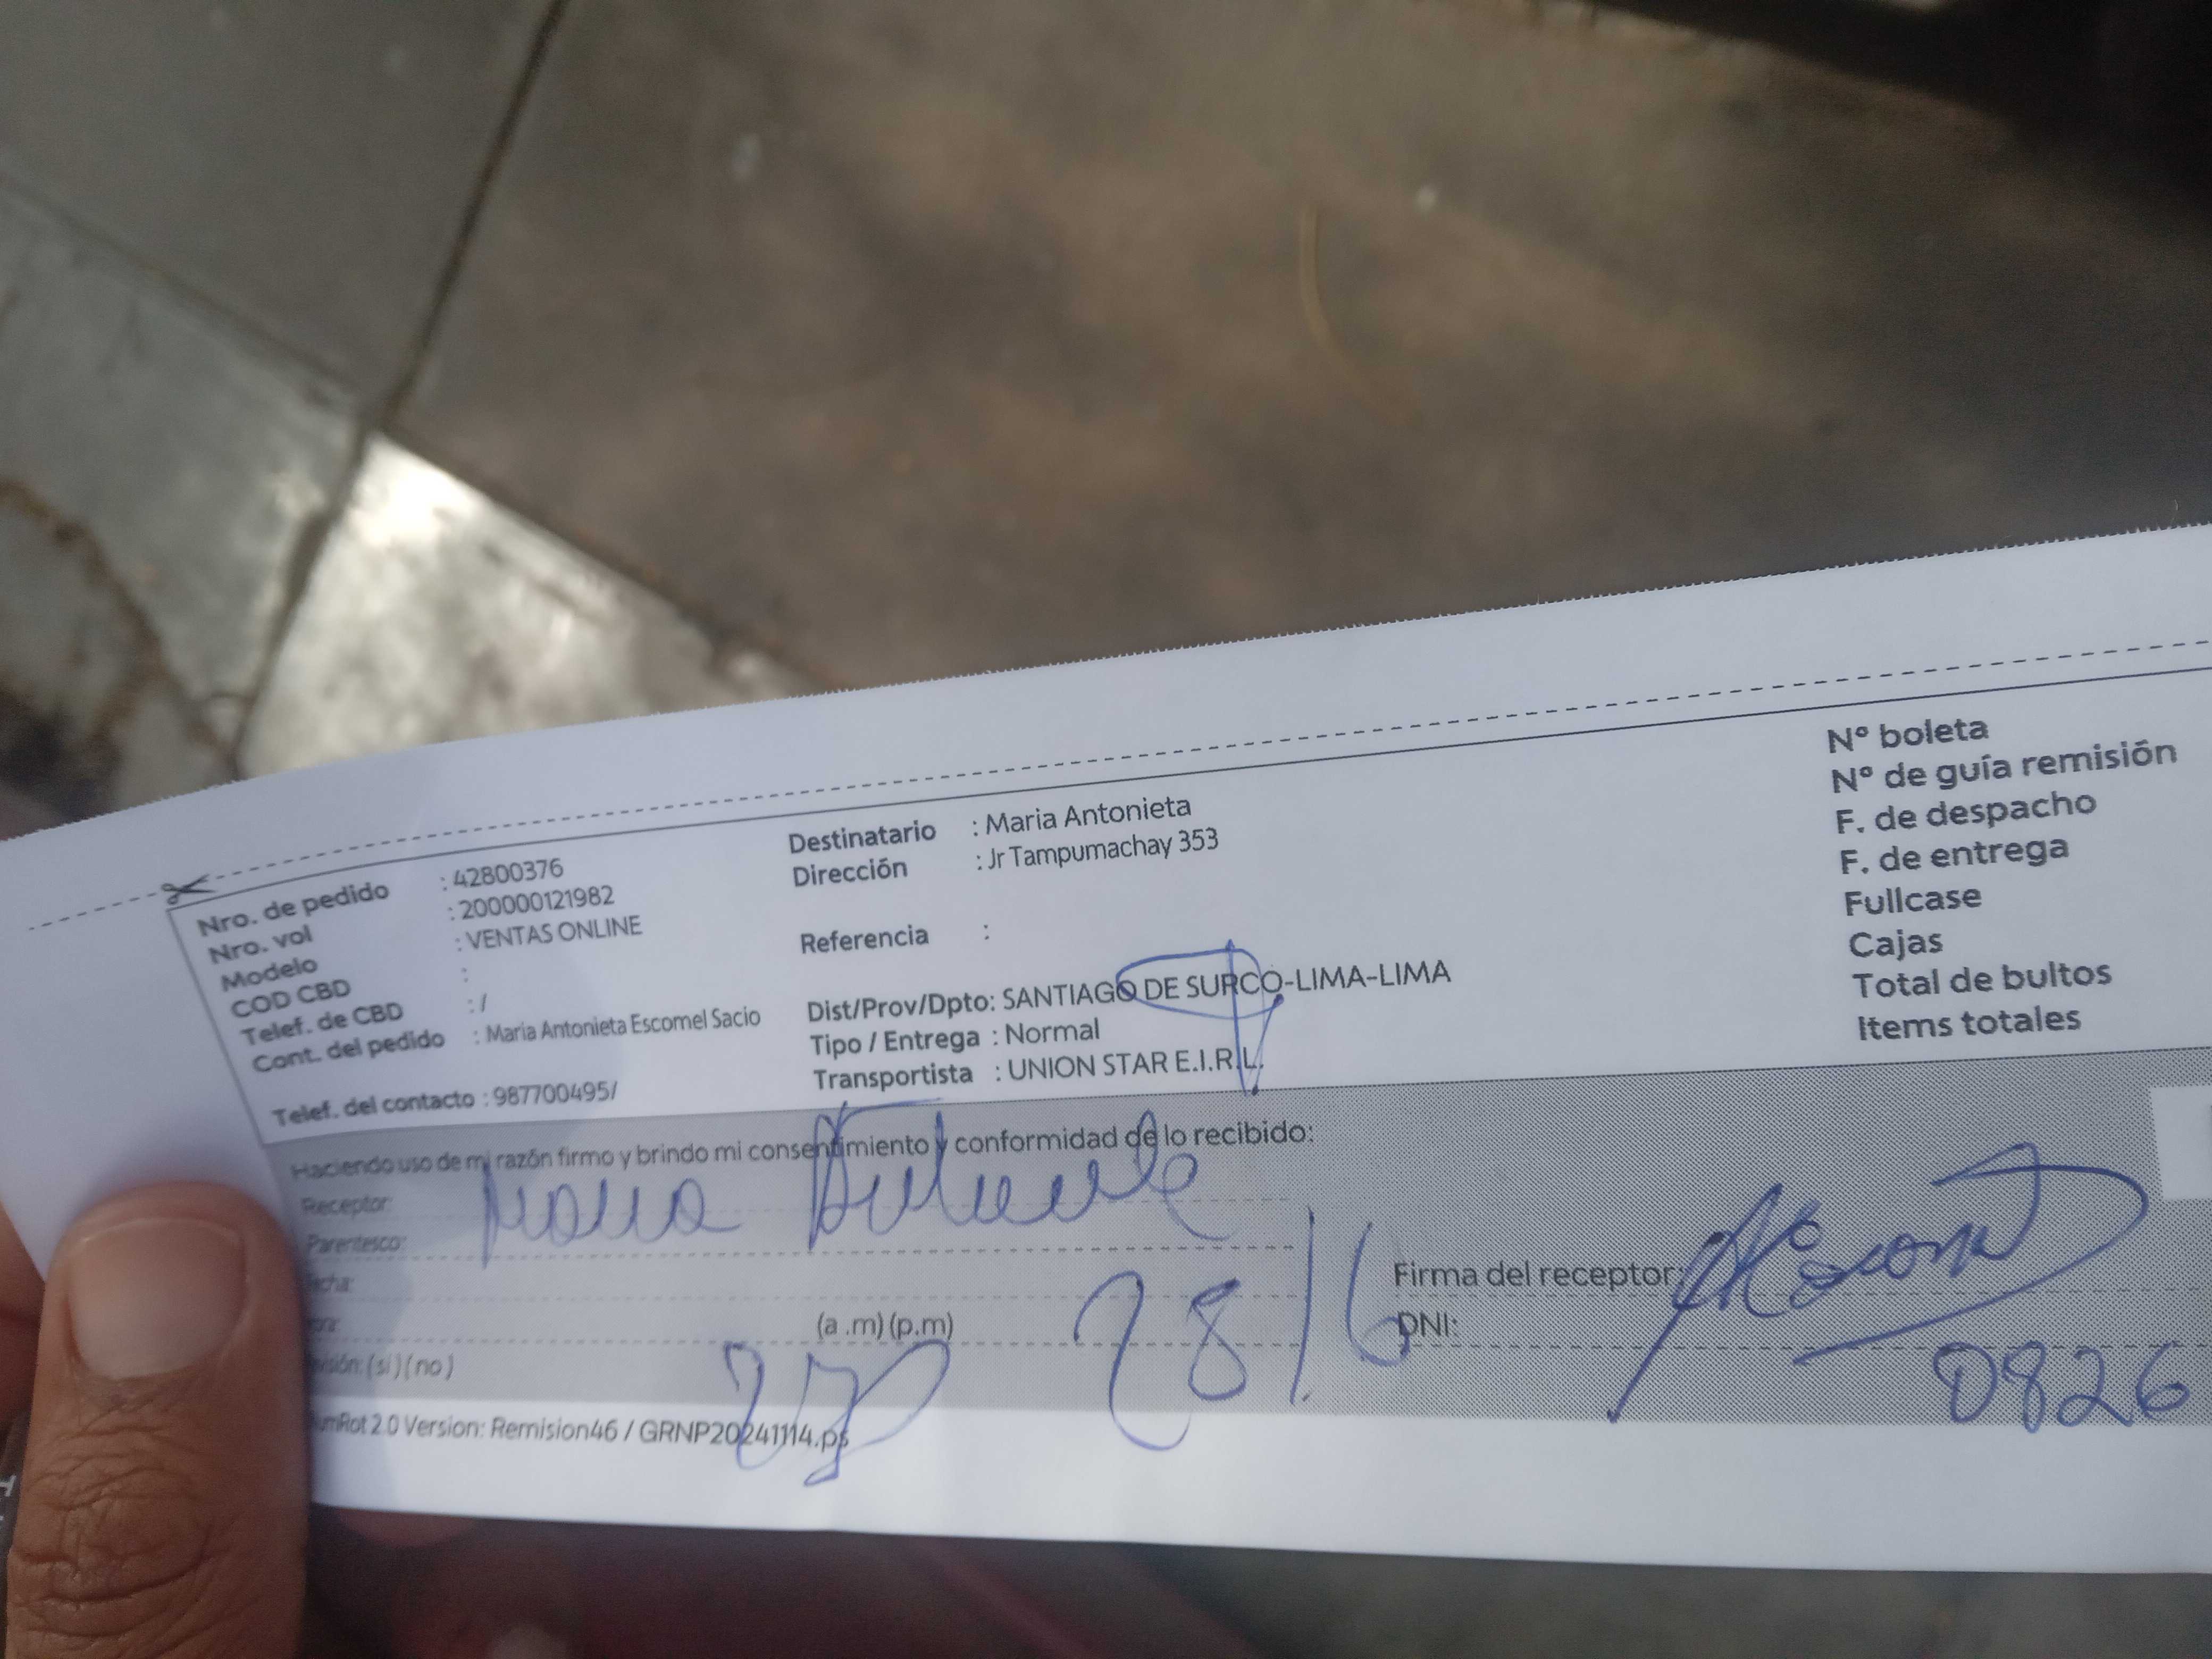 Nro. de pedido : 42800376
Nro. vol : 200000121982
Modelo : VENTAS ONLINE
COD CBD :
Telef. de CBD : /
Cont. del pedido : Maria Antonieta Escomel Sacio
Telef. del contacto : 987700495/
Destinatario : Maria Antonieta
Dirección : Jr Tampumachay 353
Referencia :
Dist/Prov/Dpto: SANTIAGO DE SURCO-LIMA-LIMA
Tipo / Entrega : Normal
Transportista : UNION STAR E.I.R.L.
N° boleta
N° de guía remisión
F. de despacho
F. de entrega
Fullcase
Cajas
Total de bultos
Items totales
Haciendo uso de mi razón firmo y brindo mi consentimiento y conformidad de lo recibido:
Receptor:
Parentesco:
(a .m) (p.m)
28/6
(si) (no)
Firma del receptor:
DNI:
0826
2.0 Version: Remision46 / GRNP20241114.ps